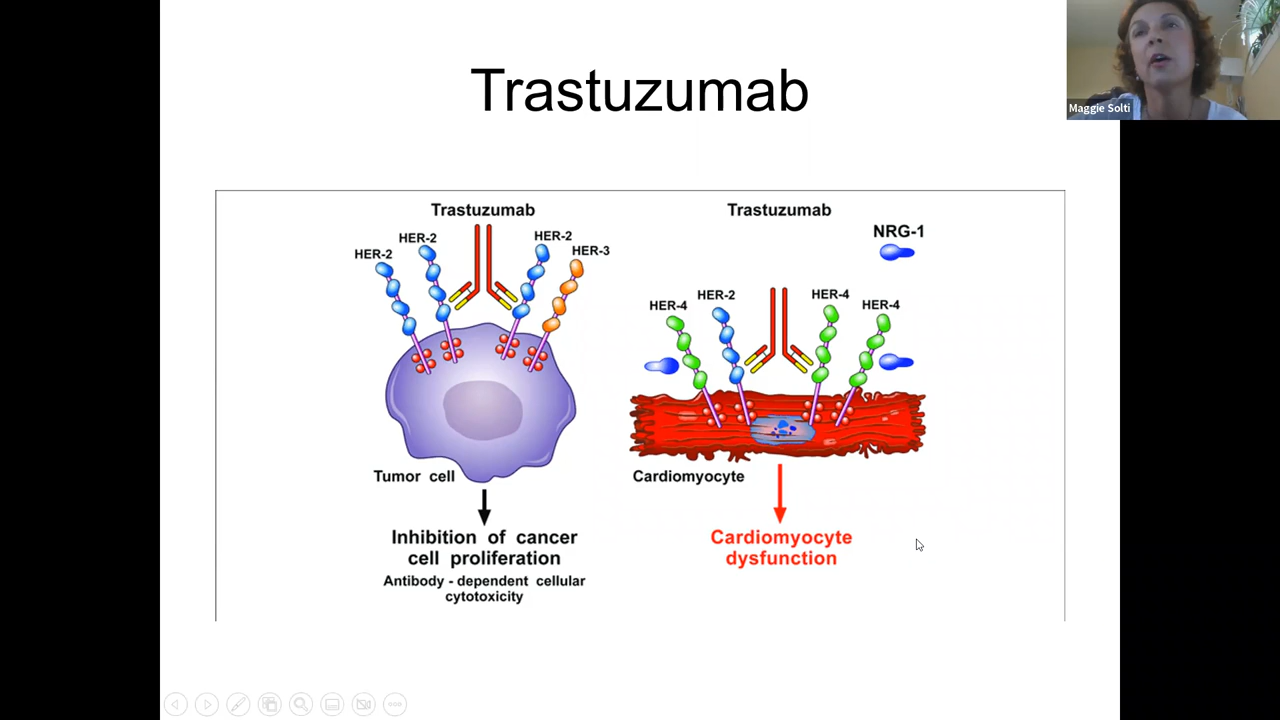 Trastuzumab
Maggie Solti
Trastuzumab
HER-2
HER-2
HER-2
HER-3
Tumor cell
Inhibition of cancer
cell proliferation
Antibody - dependent cellular
cytotoxicity
Trastuzumab
NRG-1
HER-4
HER-2
HER-4
HER-4
Cardiomyocyte
Cardiomyocyte
dysfunction